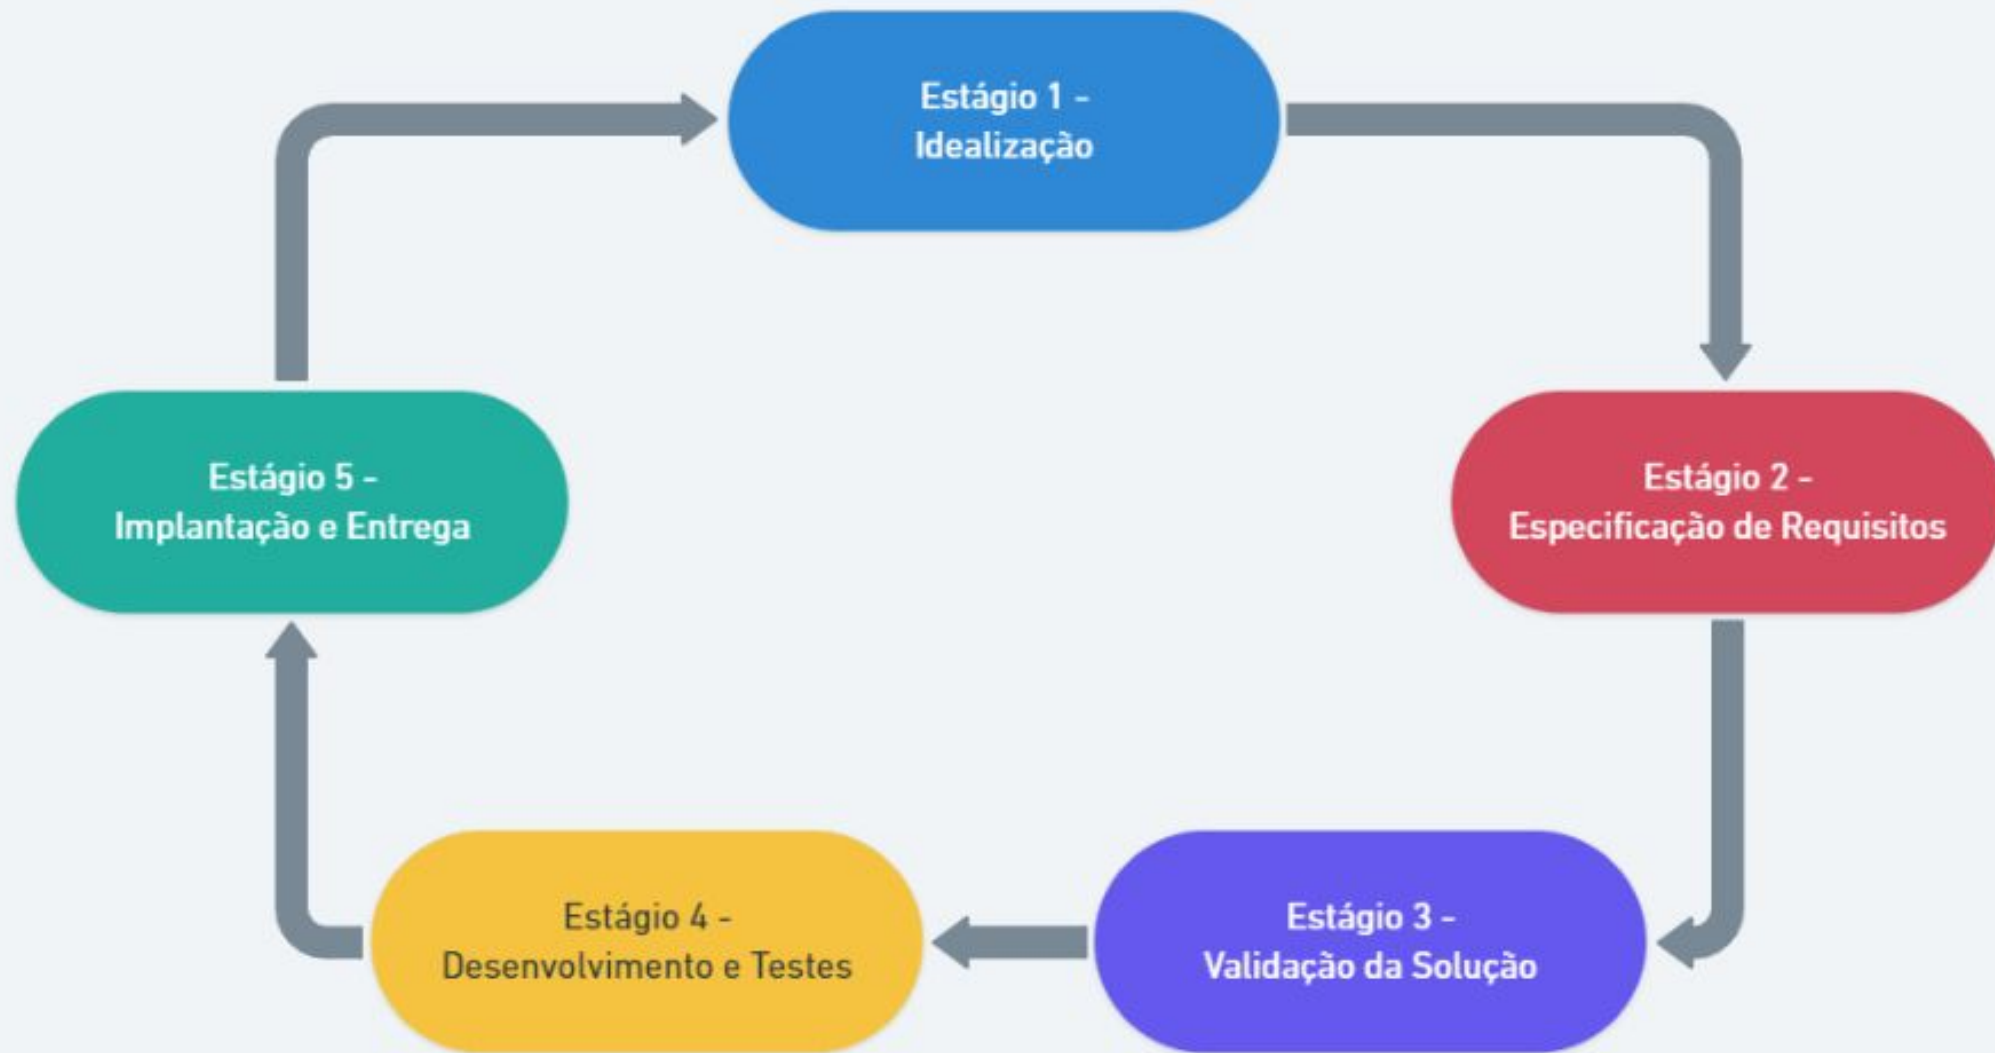 Estágio 1 -
Idealização
Estágio 2 -
Especificação de Requisitos
Estágio 3 -
Validação da Solução
Estágio 4 -
Desenvolvimento e Testes
Estágio 5 -
Implantação e Entrega